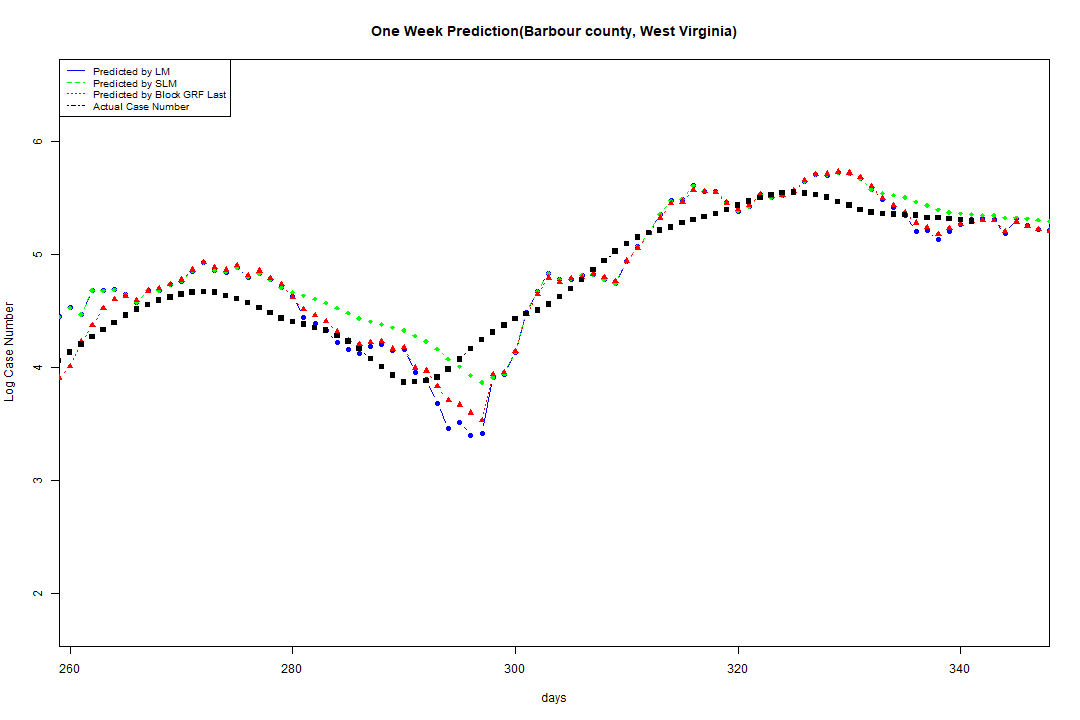 One Week Prediction(Barbour county, West Virginia)
Predicted by LM
Predicted by SLM
Predicted by Block GRF Last
Actual Case Number
6
5
4
3
2
Log Case Number
260 280 300 320 340
days